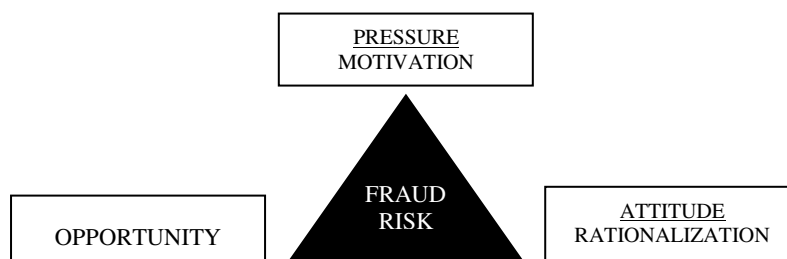 PRESSURE
MOTIVATION
FRAUD
RISK
OPPORTUNITY
ATTITUDE
RATIONALIZATION